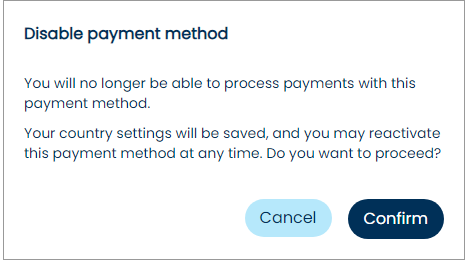 Disable payment method
You will no longer be able to process payments with this
payment method.
Your country settings will be saved, and you may reactivate
this payment method at any time. Do you want to proceed?
Cancel
Confirm